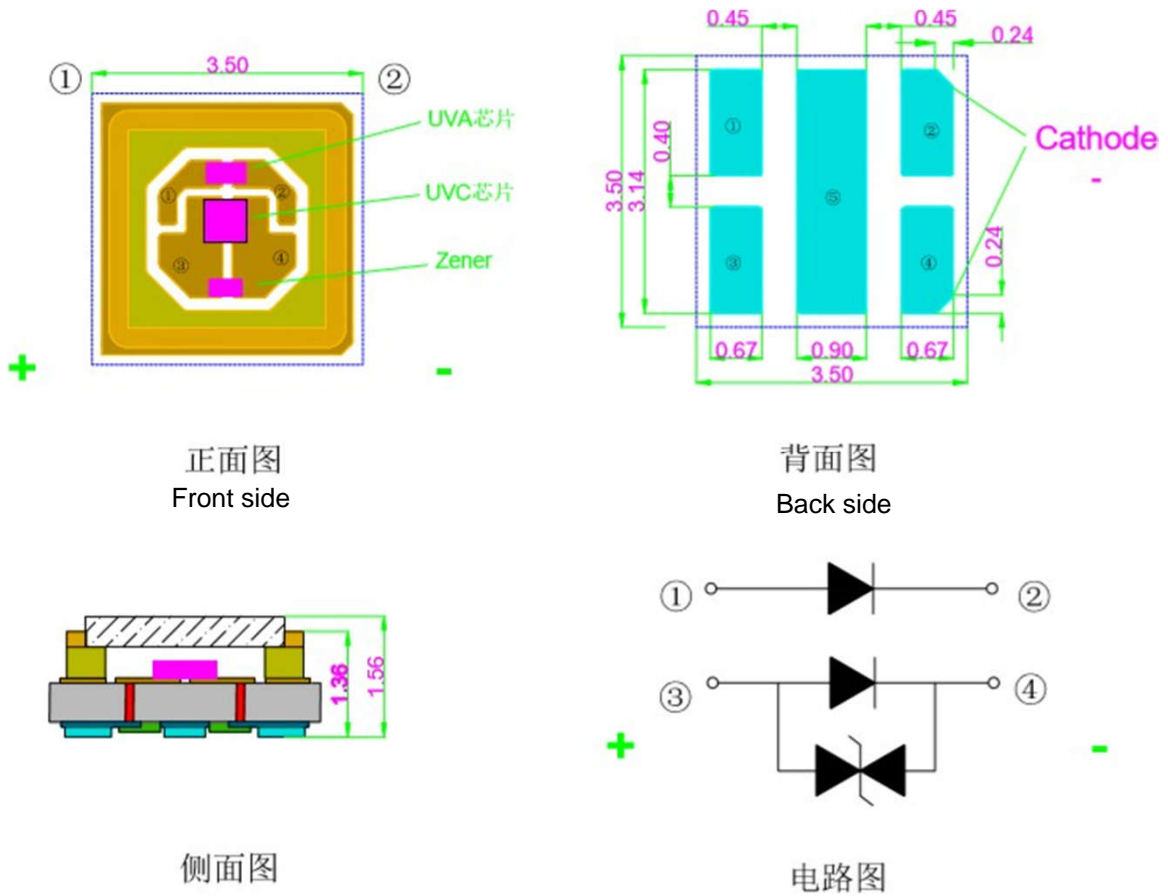 ① 3.50 ②
UVA芯片
UVC芯片
Zener
① ② ③ ④
+ -
正面图
Front side
0.45 0.45
0.24
① ②
Cathode
-
0.40
3.50 3.14
⑤
③ ④
0.24
0.67 0.90 0.67
3.50
背面图
Back side
1.36 1.56
侧面图
① ②
③ ④
+ -
电路图